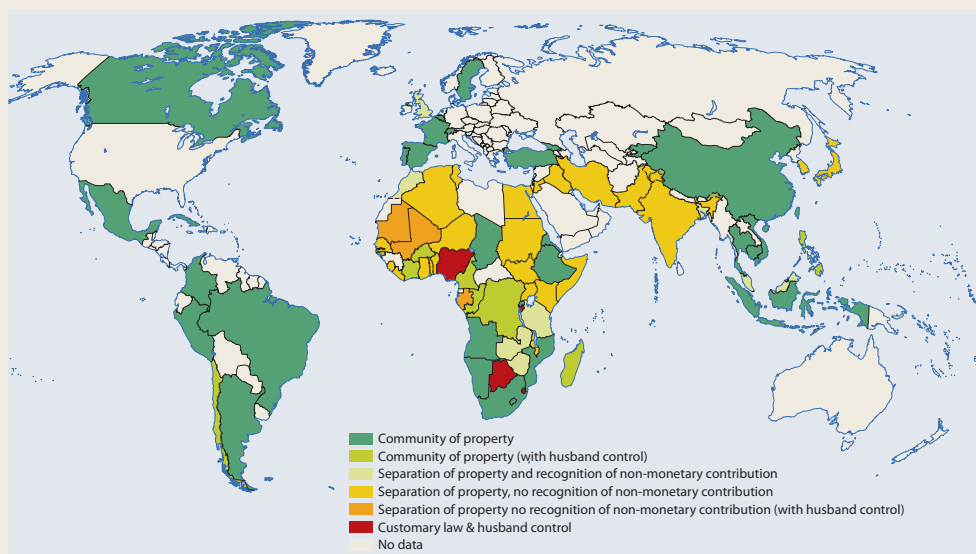 Community of property
Community of property (with husband control)
Separation of property and recognition of non-monetary contribution
Separation of property, no recognition of non-monetary contribution
Separation of property no recognition of non-monetary contribution (with husband control)
Customary law & husband control
No data